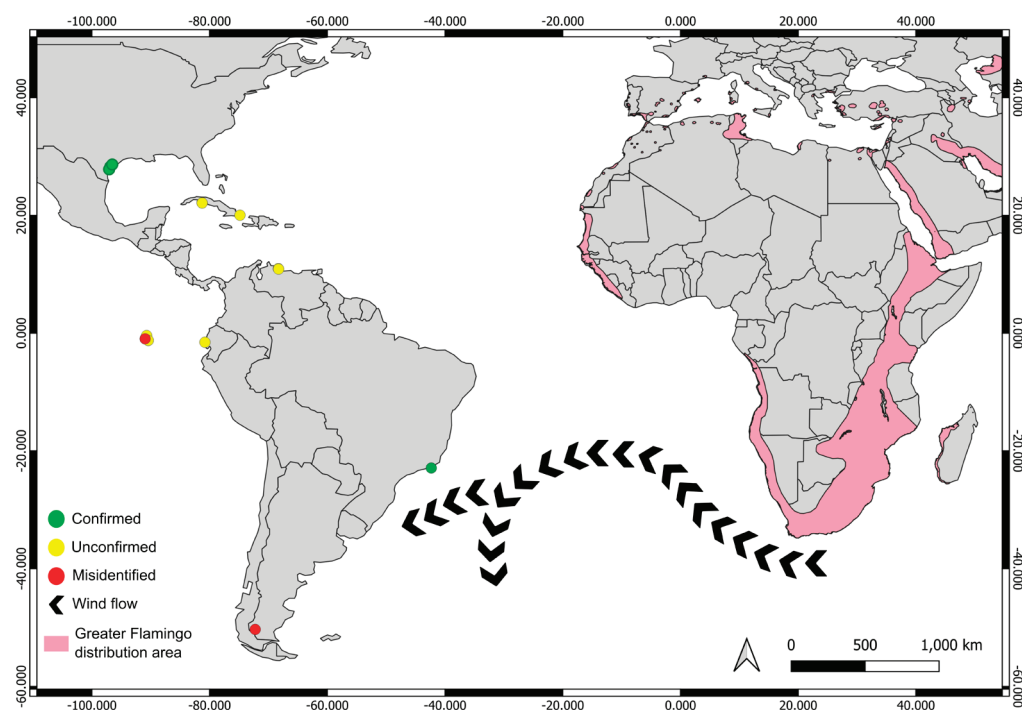 -100.000 -80.000 -60.000 -40.000 -20.000 0.000 20.000 40.000
40.000 40.000
20.000 20.000
0.000 0.000
-20.000 -20.000
-40.000 -40.000
-60.000 -60.000
Confirmed
Unconfirmed
Misidentified
Wind flow
Greater Flamingo
distribution area
0 500 1,000 km
-100.000 -80.000 -60.000 -40.000 -20.000 0.000 20.000 40.000